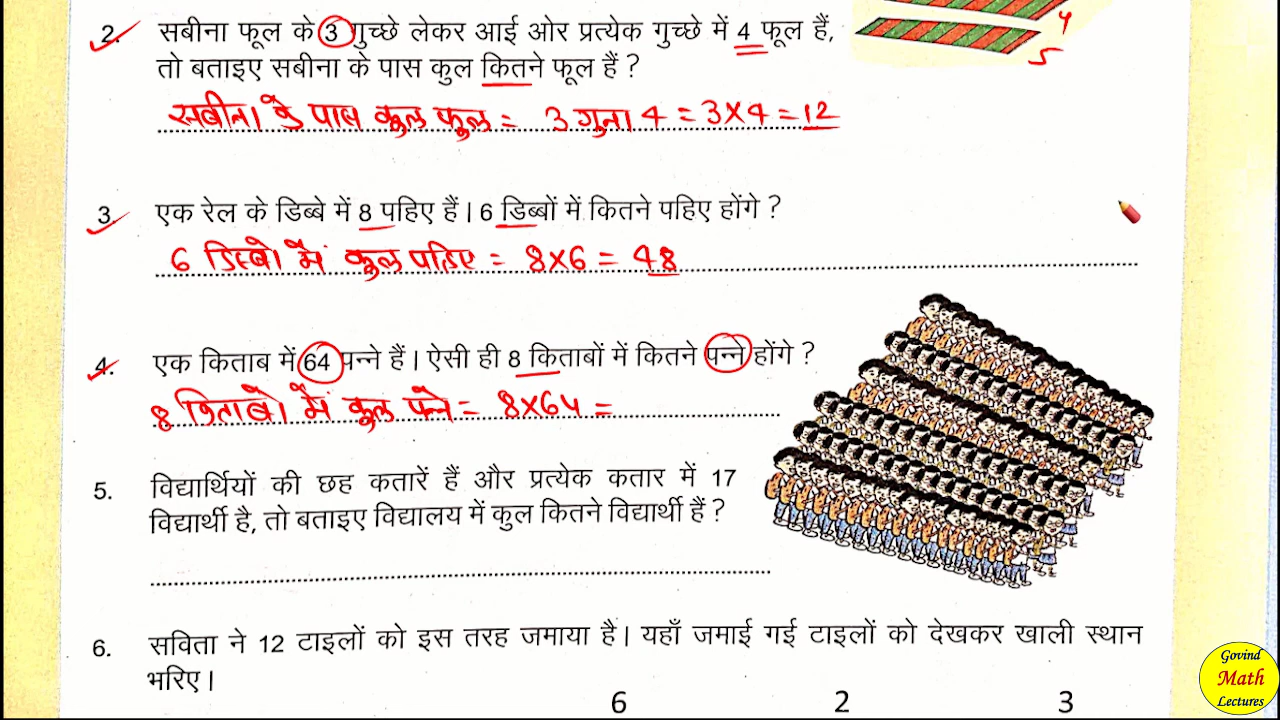 4
5
2. सबीना फूल के 3 गुच्छे लेकर आई ओर प्रत्येक गुच्छे में 4 फूल हैं,
तो बताइए सबीना के पास कुल कितने फूल हैं ?
सबीना के पास कुल फूल = 3 गुना 4 = 3×4 = 12
3. एक रेल के डिब्बे में 8 पहिए हैं । 6 डिब्बों में कितने पहिए होंगे ?
6 डिब्बो में कुल पहिए = 8×6 = 48
4. एक किताब में 64 पन्ने हैं । ऐसी ही 8 किताबों में कितने पन्ने होंगे ?
8 किताबो में कुल पन्ने = 8×64 =
5. विद्यार्थियों की छह कतारें हैं और प्रत्येक कतार में 17
विद्यार्थी है, तो बताइए विद्यालय में कुल कितने विद्यार्थी हैं ?
6. सविता ने 12 टाइलों को इस तरह जमाया है । यहाँ जमाई गई टाइलों को देखकर खाली स्थान
भरिए ।
6 2 3
Govind
Math
Lectures